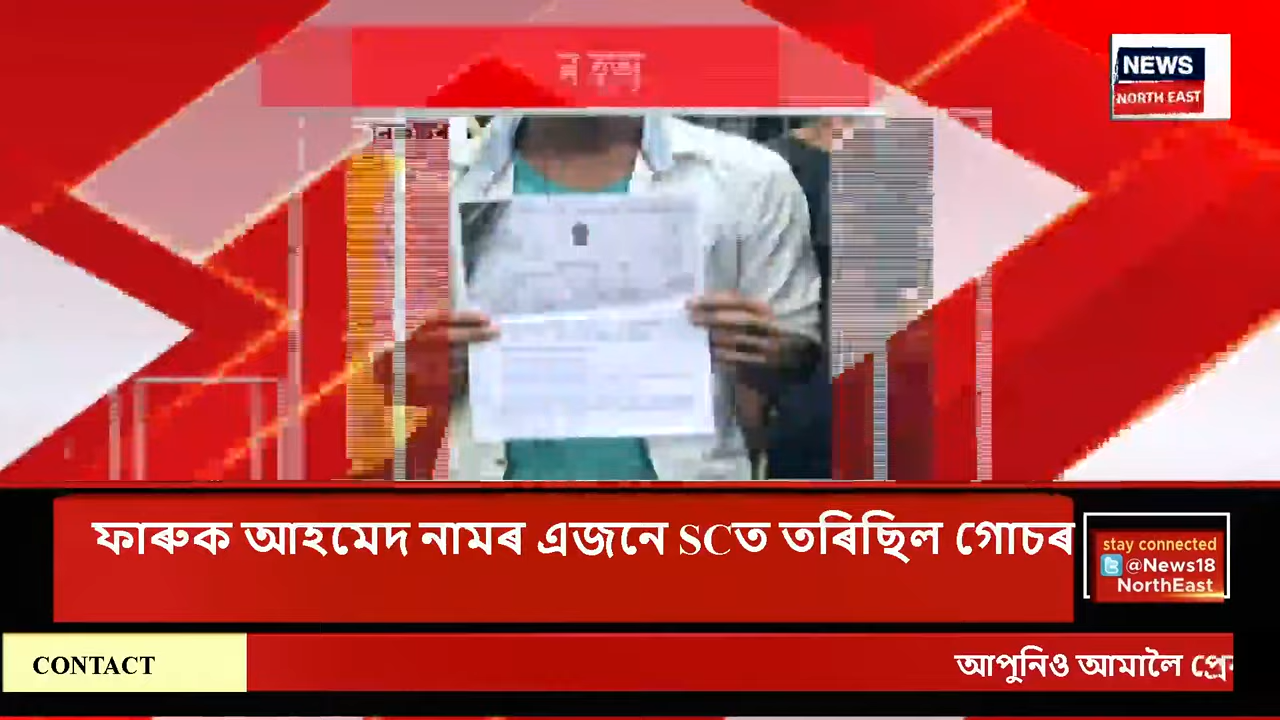 NEWS
NORTH EAST
ফাৰুক আহমেদ নামৰ এজনে SCত তৰিছিল গোচৰ
stay connected
@News18
NorthEast
CONTACT
আপুনিও আমালৈ